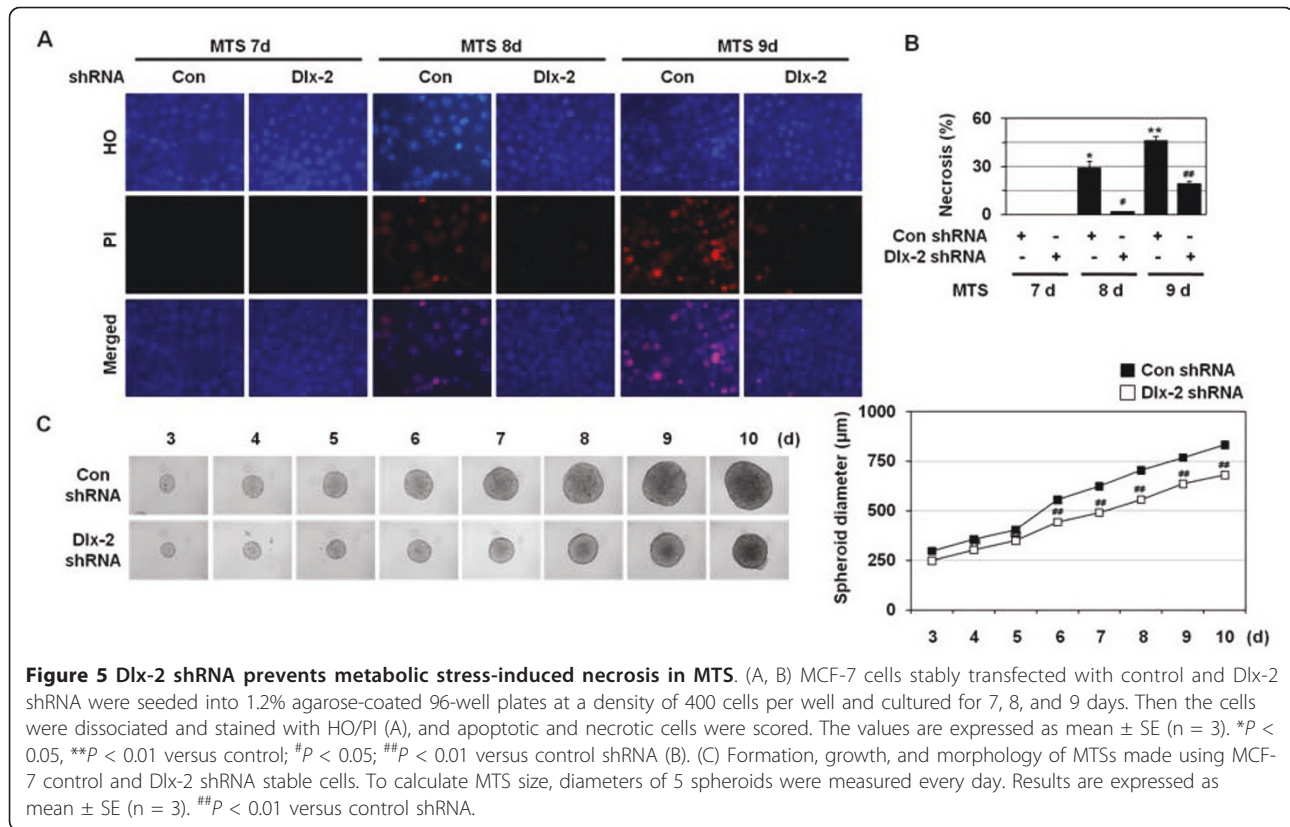 A
MTS 7d MTS 8d MTS 9d
shRNA Con Dlx-2 Con Dlx-2 Con Dlx-2
HO
PI
Merged
B
Necrosis (%)
60
30
0
* # ** ##
Con shRNA + - + - + -
Dlx-2 shRNA - + - + - +
MTS 7 d 8 d 9 d
C
3 4 5 6 7 8 9 10 (d)
Con shRNA
Dlx-2 shRNA
■ Con shRNA
□ Dlx-2 shRNA
Spheroid diameter (µm)
1000
750
500
250
0
## ## ## ## ##
3 4 5 6 7 8 9 10 (d)
Figure 5 Dlx-2 shRNA prevents metabolic stress-induced necrosis in MTS. (A, B) MCF-7 cells stably transfected with control and Dlx-2
shRNA were seeded into 1.2% agarose-coated 96-well plates at a density of 400 cells per well and cultured for 7, 8, and 9 days. Then the cells
were dissociated and stained with HO/PI (A), and apoptotic and necrotic cells were scored. The values are expressed as mean ± SE (n = 3). *P <
0.05, **P < 0.01 versus control; #P < 0.05; ##P < 0.01 versus control shRNA (B). (C) Formation, growth, and morphology of MTSs made using MCF-
7 control and Dlx-2 shRNA stable cells. To calculate MTS size, diameters of 5 spheroids were measured every day. Results are expressed as
mean ± SE (n = 3). ##P < 0.01 versus control shRNA.